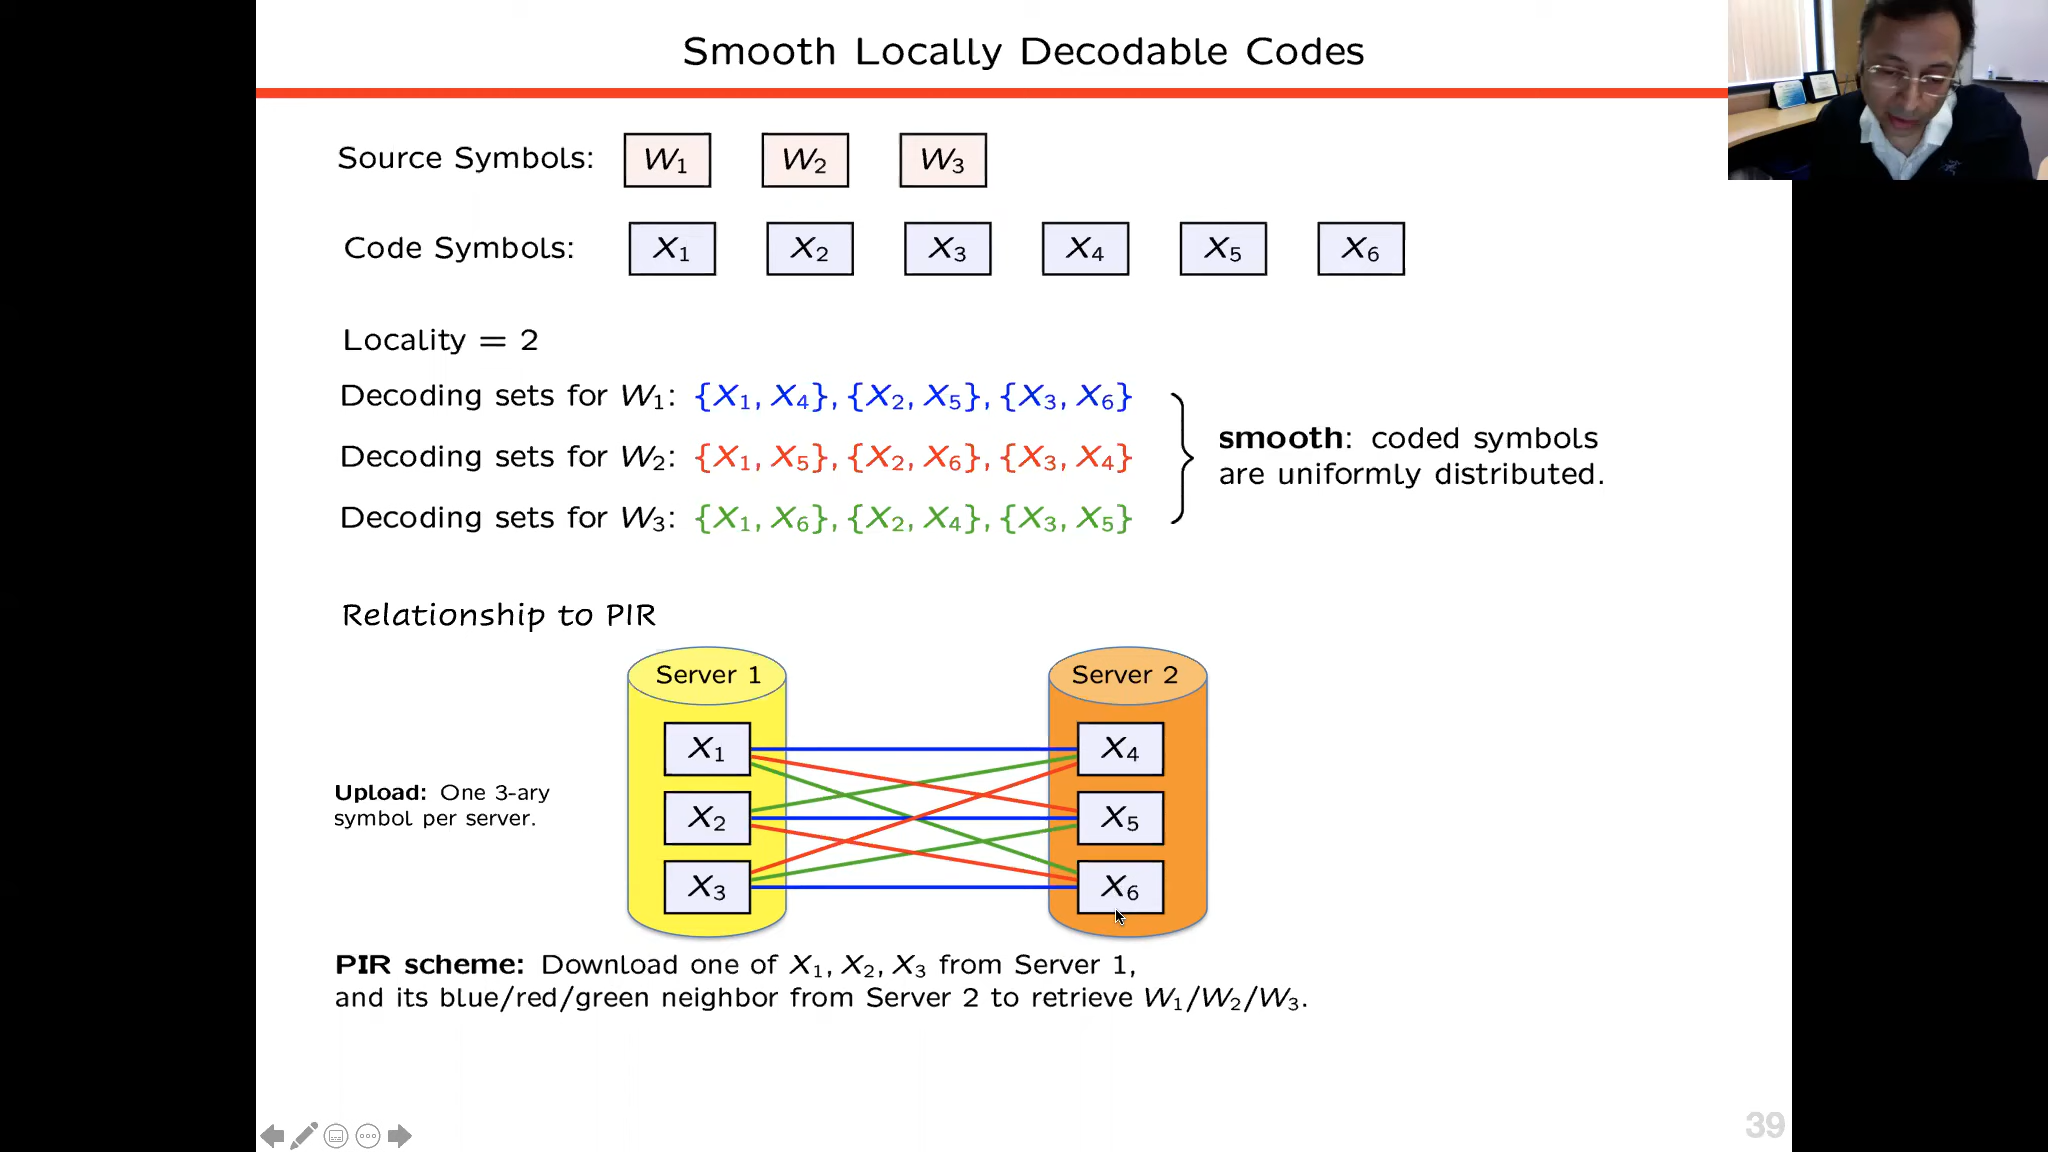 Smooth Locally Decodable Codes
Source Symbols: W₁ W₂ W₃
Code Symbols: X₁ X₂ X₃ X₄ X₅ X₆
Locality = 2
Decoding sets for W₁: {X₁, X₄}, {X₂, X₅}, {X₃, X₆}
Decoding sets for W₂: {X₁, X₅}, {X₂, X₆}, {X₃, X₄}
Decoding sets for W₃: {X₁, X₆}, {X₂, X₄}, {X₃, X₅}
smooth: coded symbols
are uniformly distributed.
Relationship to PIR
Server 1 Server 2
X₁ X₄
X₂ X₅
X₃ X₆
Upload: One 3-ary
symbol per server.
PIR scheme: Download one of X₁, X₂, X₃ from Server 1,
and its blue/red/green neighbor from Server 2 to retrieve W₁/W₂/W₃.
39